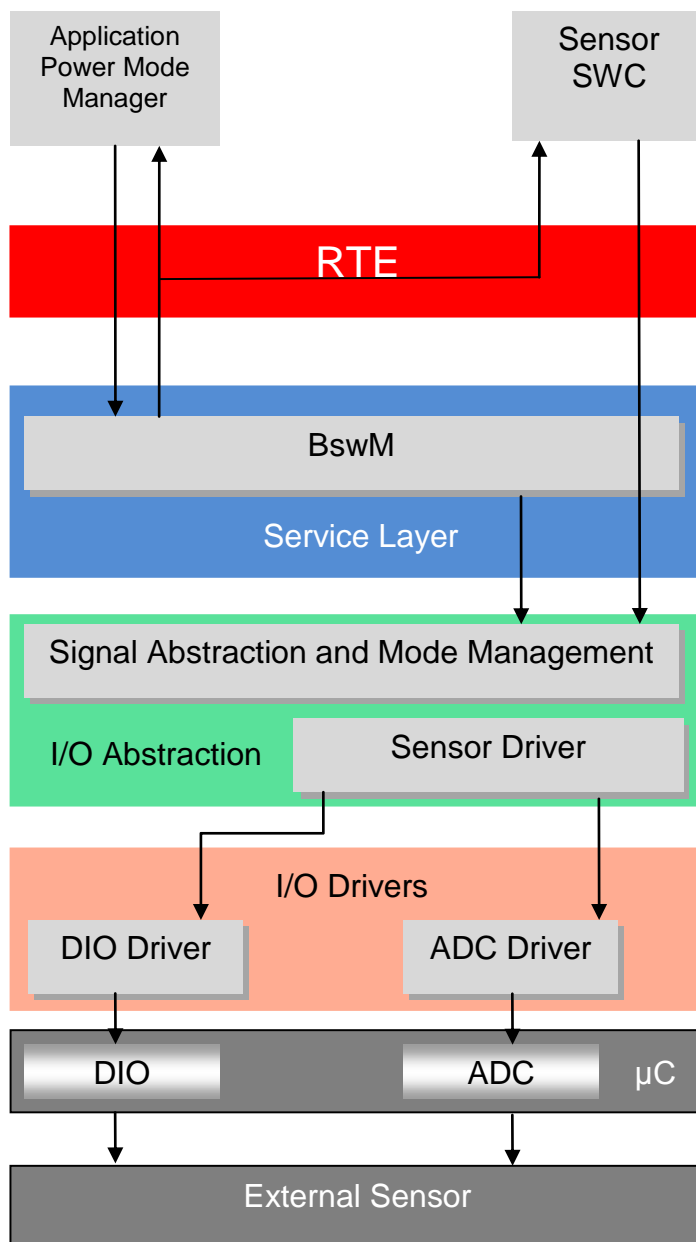 Application
Power Mode
Manager
Sensor
SWC
RTE
BswM
Service Layer
Signal Abstraction and Mode Management
I/O Abstraction
Sensor Driver
I/O Drivers
DIO Driver
ADC Driver
DIO
ADC
µC
External Sensor